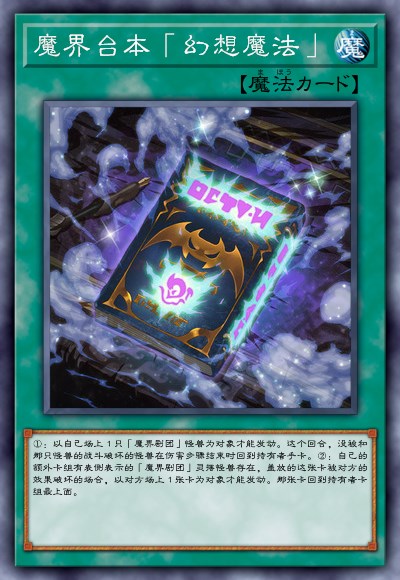 魔界台本「幻想魔法」
魔
【魔法カード】
ま ほう
①：以自己场上1只「魔界剧团」怪兽为对象才能发动。这个回合，没被和
那只怪兽的战斗破坏的怪兽在伤害步骤结束时回到持有者手卡。②：自己的
额外卡组有表侧表示的「魔界剧团」灵摆怪兽存在，盖放的这张卡被对方的
效果破坏的场合，以对方场上1张卡为对象才能发动。那张卡回到持有者卡
组最上面。